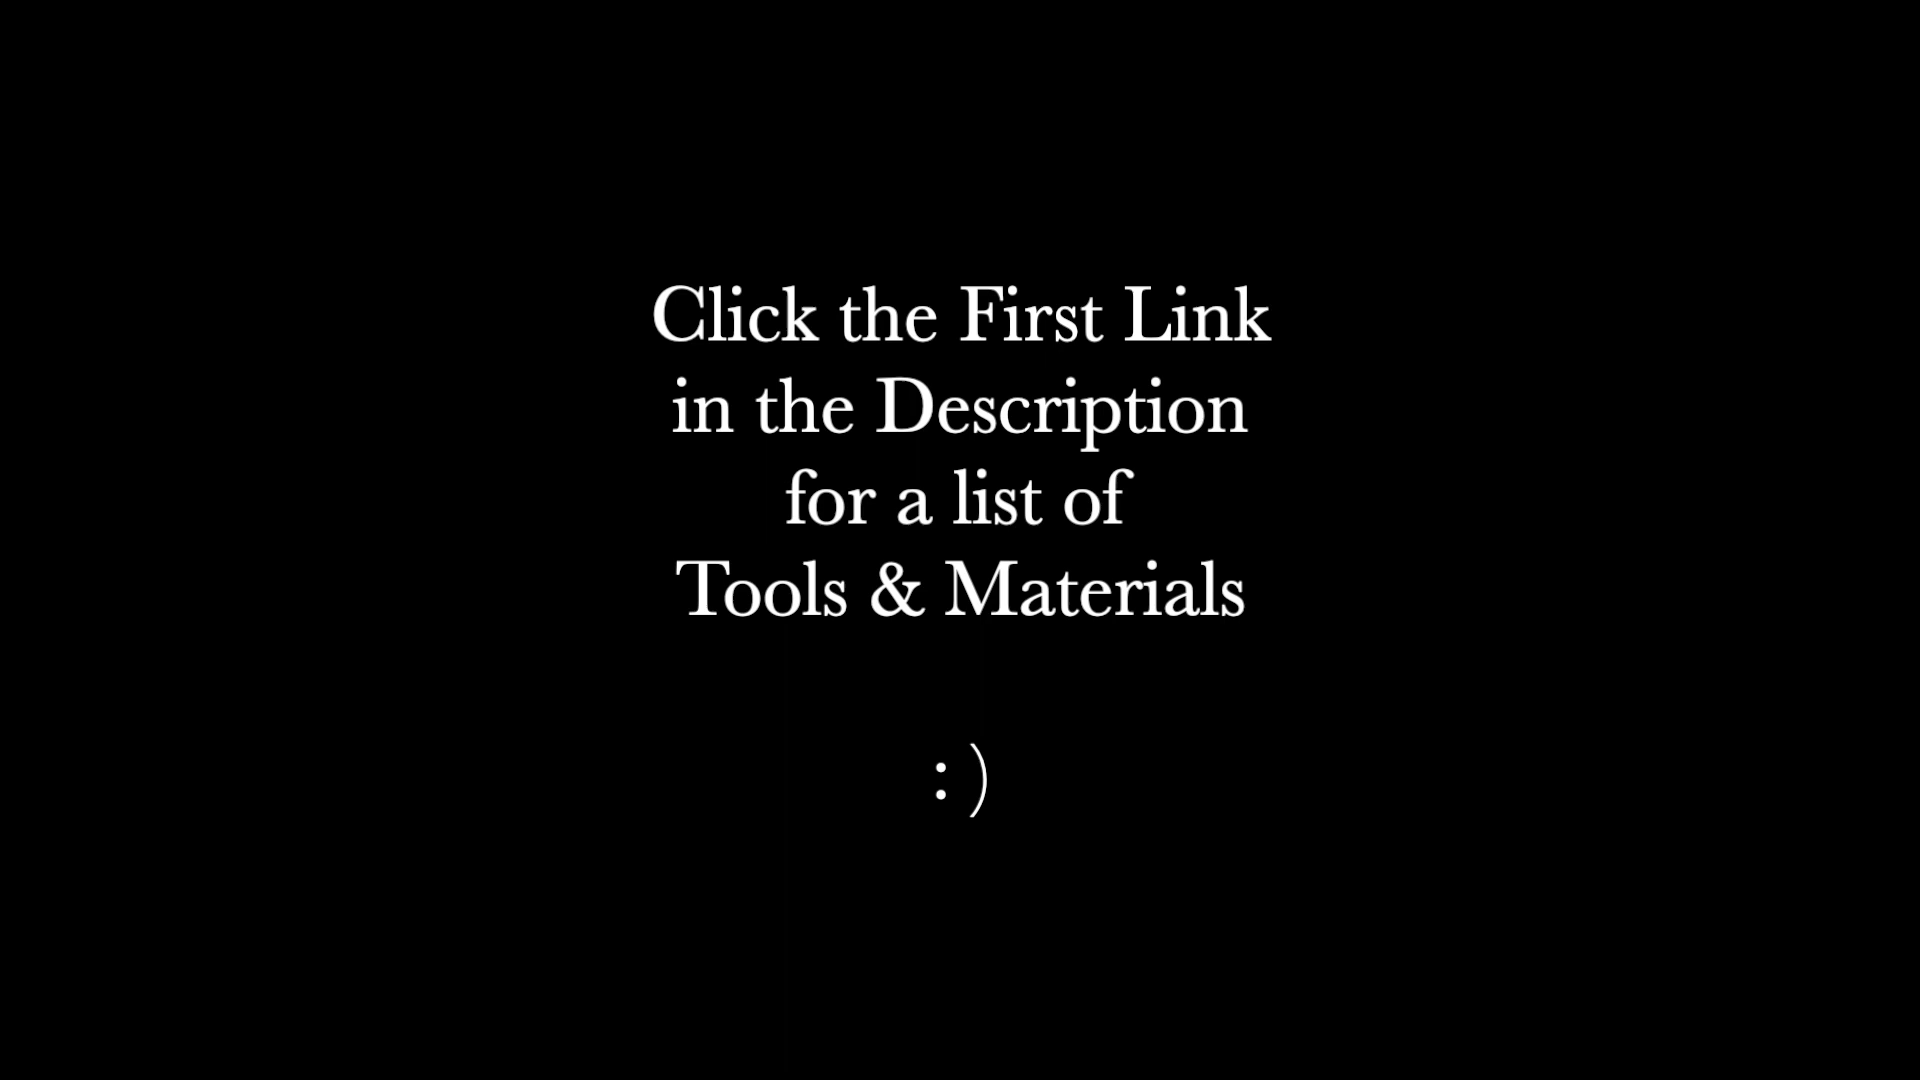 Click the First Link
in the Description
for a list of
Tools & Materials
: )